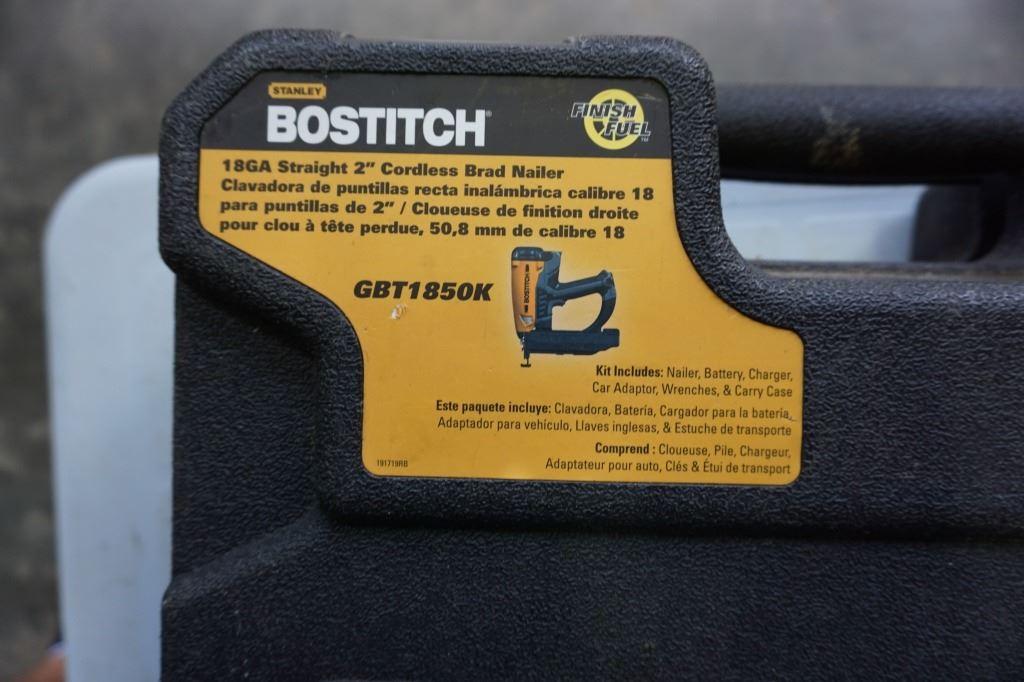 STANLEY
BOSTITCH®
FINISH
FUEL™
18GA Straight 2" Cordless Brad Nailer
Clavadora de puntillas recta inalámbrica calibre 18
para puntillas de 2" / Cloueuse de finition droite
pour clou à tête perdue, 50,8 mm de calibre 18
GBT1850K
BOSTITCH
Kit Includes: Nailer, Battery, Charger,
Car Adaptor, Wrenches, & Carry Case
Este paquete incluye: Clavadora, Batería, Cargador para la batería,
Adaptador para vehículo, Llaves inglesas, & Estuche de transporte
Comprend : Cloueuse, Pile, Chargeur,
Adaptateur pour auto, Clés & Étui de transport
191719RB